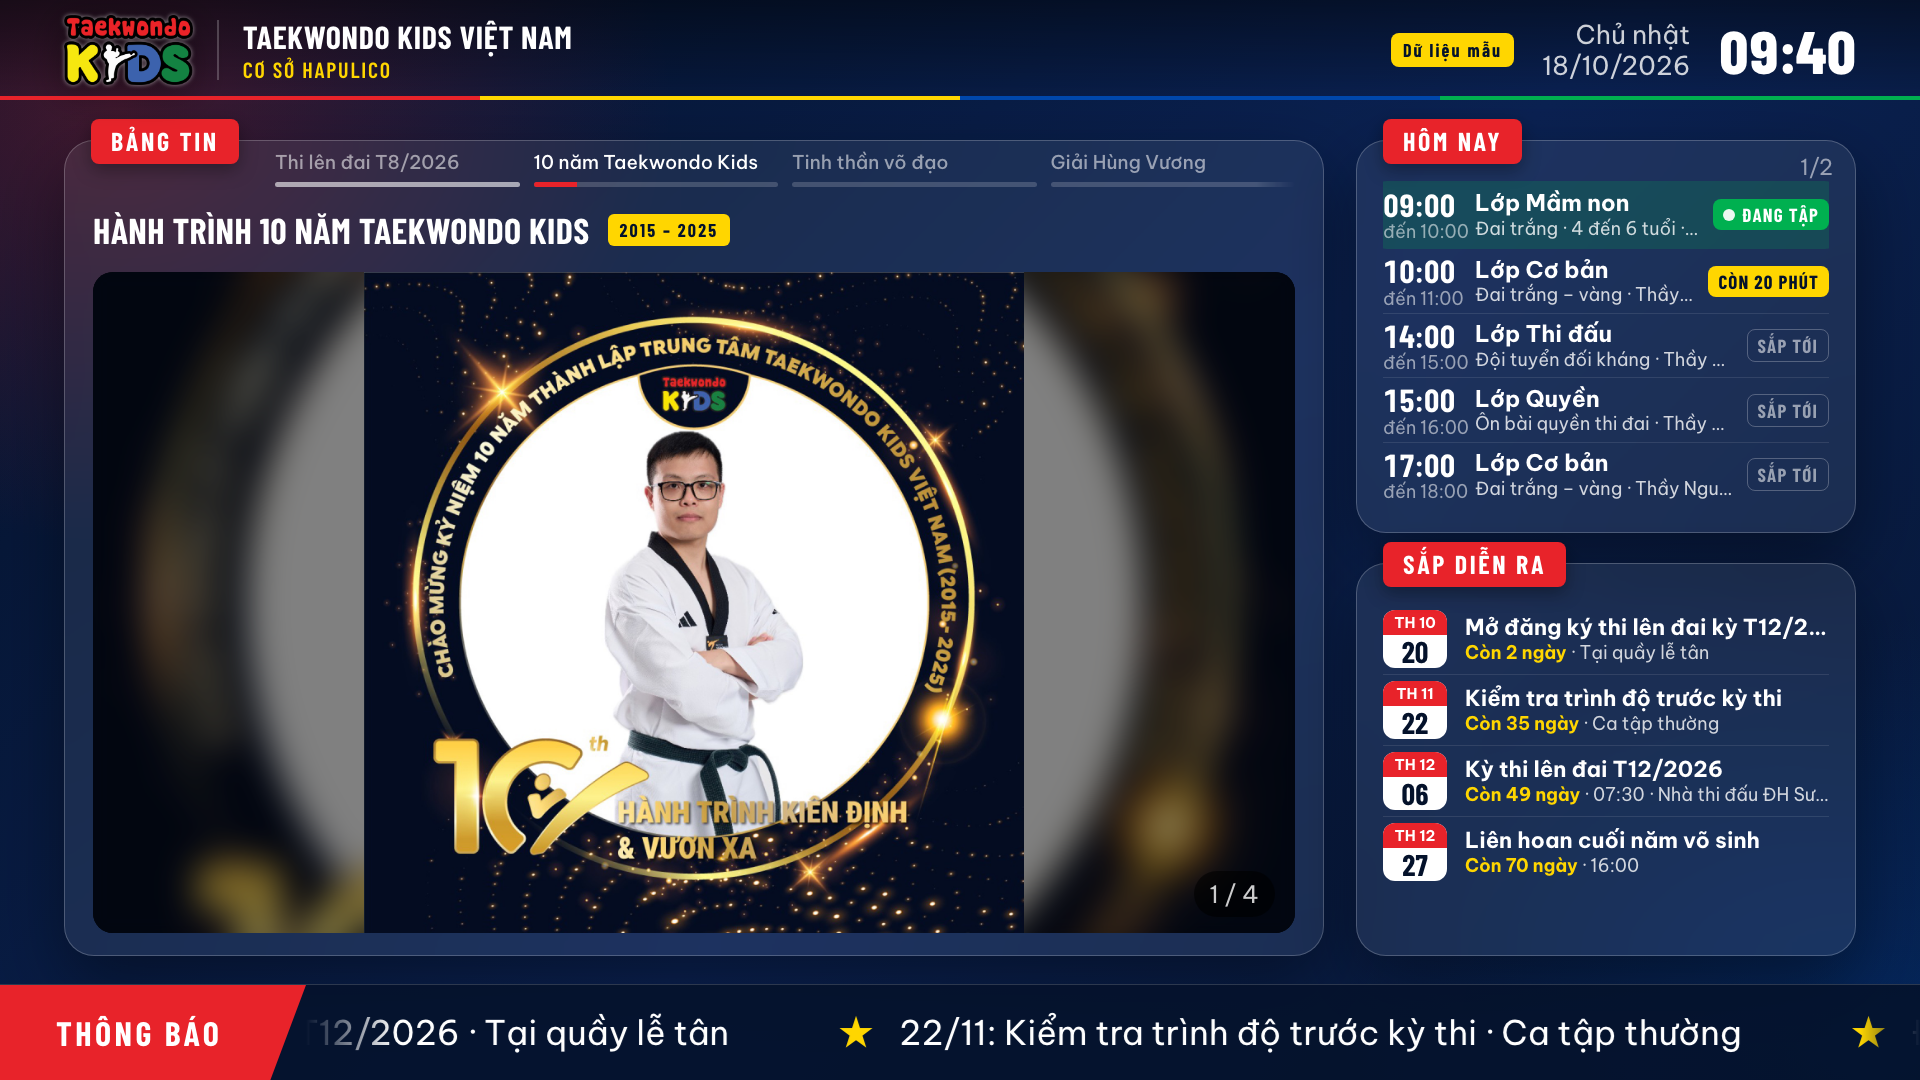 Taekwondo
KIDS
TAEKWONDO KIDS VIỆT NAM
CƠ SỞ HAPULICO
Dữ liệu mẫu
Chủ nhật
18/10/2026
09:40
BẢNG TIN
Thi lên đai T8/2026
10 năm Taekwondo Kids
Tinh thần võ đạo
Giải Hùng Vương
HÀNH TRÌNH 10 NĂM TAEKWONDO KIDS
2015 - 2025
CHÀO MỪNG KỶ NIỆM 10 NĂM THÀNH LẬP TRUNG TÂM TAEKWONDO KIDS VIỆT NAM (2015- 2025)
Taekwondo
KIDS
10th
HÀNH TRÌNH KIÊN ĐỊNH
& VƯƠN XA
1 / 4
HÔM NAY
1/2
09:00
đến 10:00
Lớp Mầm non
Đai trắng · 4 đến 6 tuổi ·...
ĐANG TẬP
10:00
đến 11:00
Lớp Cơ bản
Đai trắng – vàng · Thầy...
CÒN 20 PHÚT
14:00
đến 15:00
Lớp Thi đấu
Đội tuyển đối kháng · Thầy ...
SẮP TỚI
15:00
đến 16:00
Lớp Quyền
Ôn bài quyền thi đai · Thầy ...
SẮP TỚI
17:00
đến 18:00
Lớp Cơ bản
Đai trắng – vàng · Thầy Ngu...
SẮP TỚI
SẮP DIỄN RA
TH 10
20
Mở đăng ký thi lên đai kỳ T12/2...
Còn 2 ngày · Tại quầy lễ tân
TH 11
22
Kiểm tra trình độ trước kỳ thi
Còn 35 ngày · Ca tập thường
TH 12
06
Kỳ thi lên đai T12/2026
Còn 49 ngày · 07:30 · Nhà thi đấu ĐH Sư...
TH 12
27
Liên hoan cuối năm võ sinh
Còn 70 ngày · 16:00
THÔNG BÁO
T12/2026 · Tại quầy lễ tân ★ 22/11: Kiểm tra trình độ trước kỳ thi · Ca tập thường ★